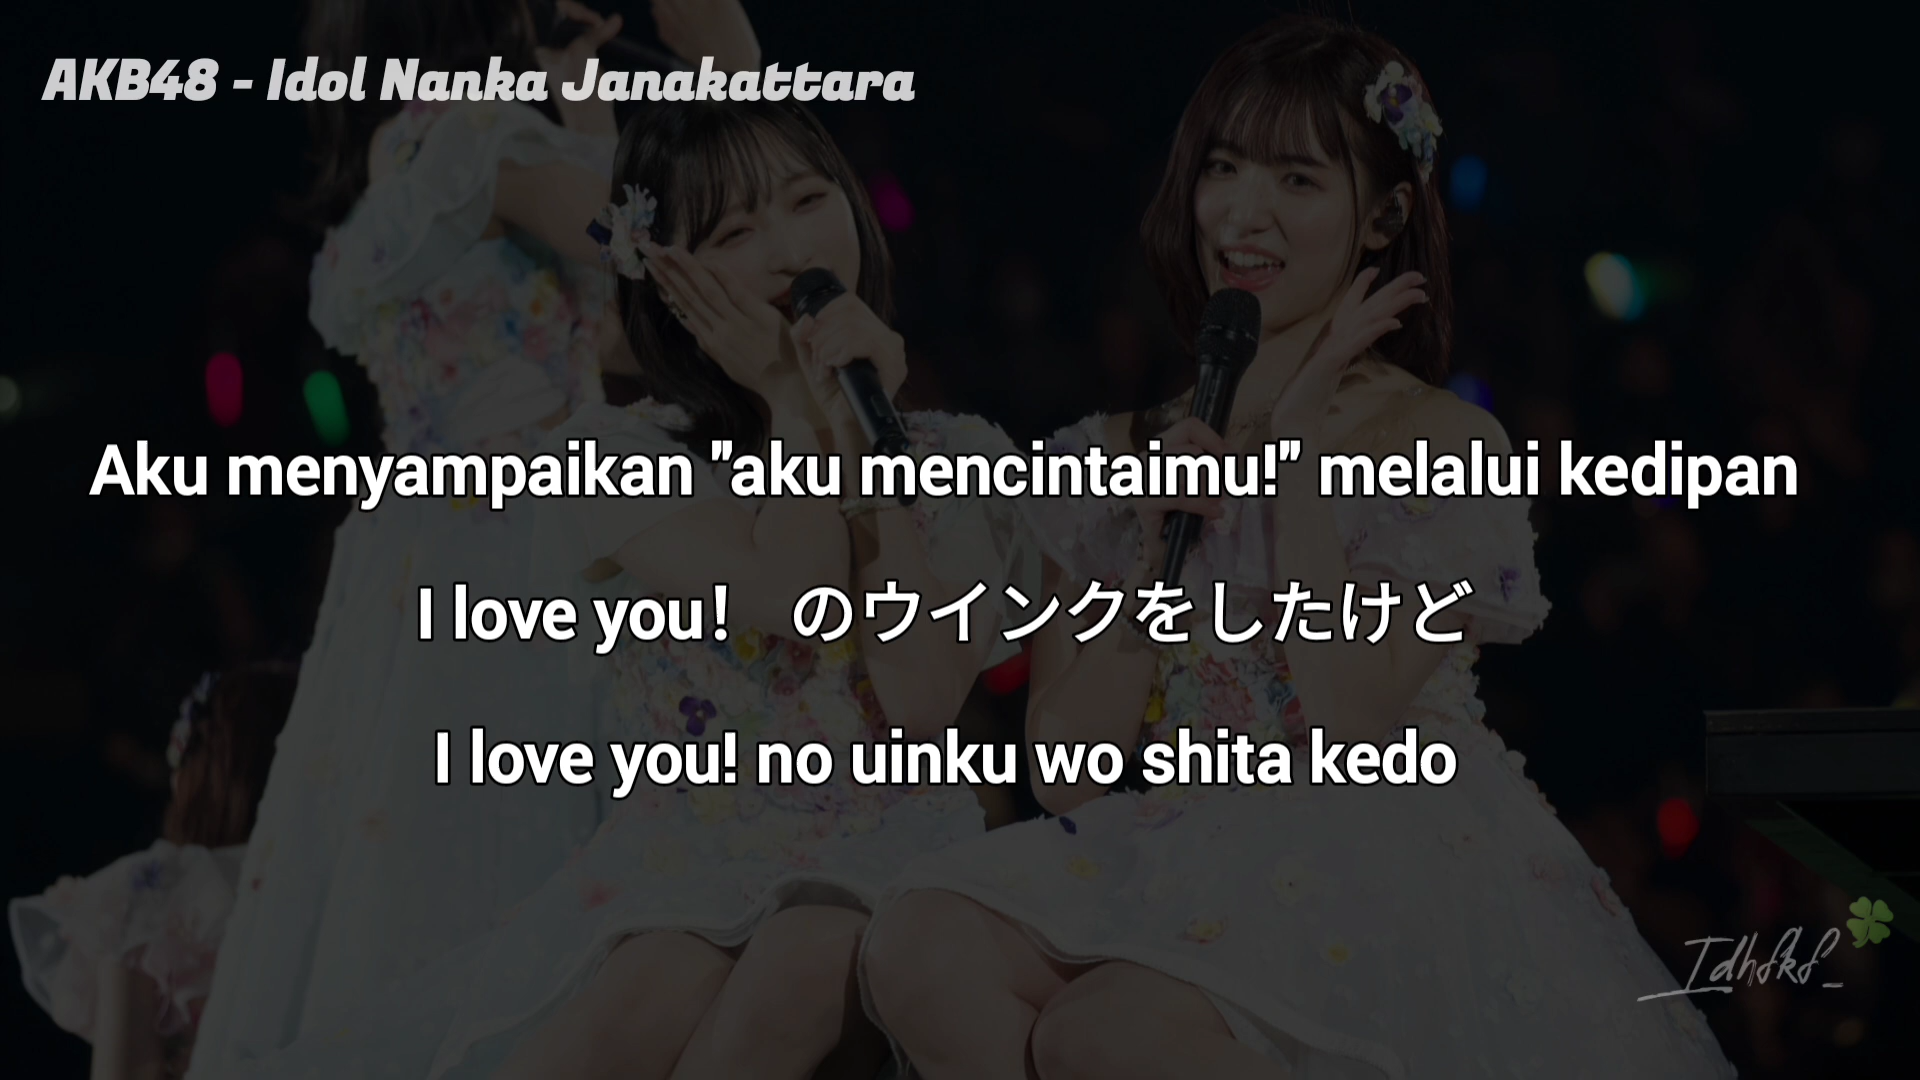 AKB48 - Idol Nanka Janakattara
Aku menyampaikan "aku mencintaimu!" melalui kedipan
I love you!　のウインクをしたけど
I love you! no uinku wo shita kedo